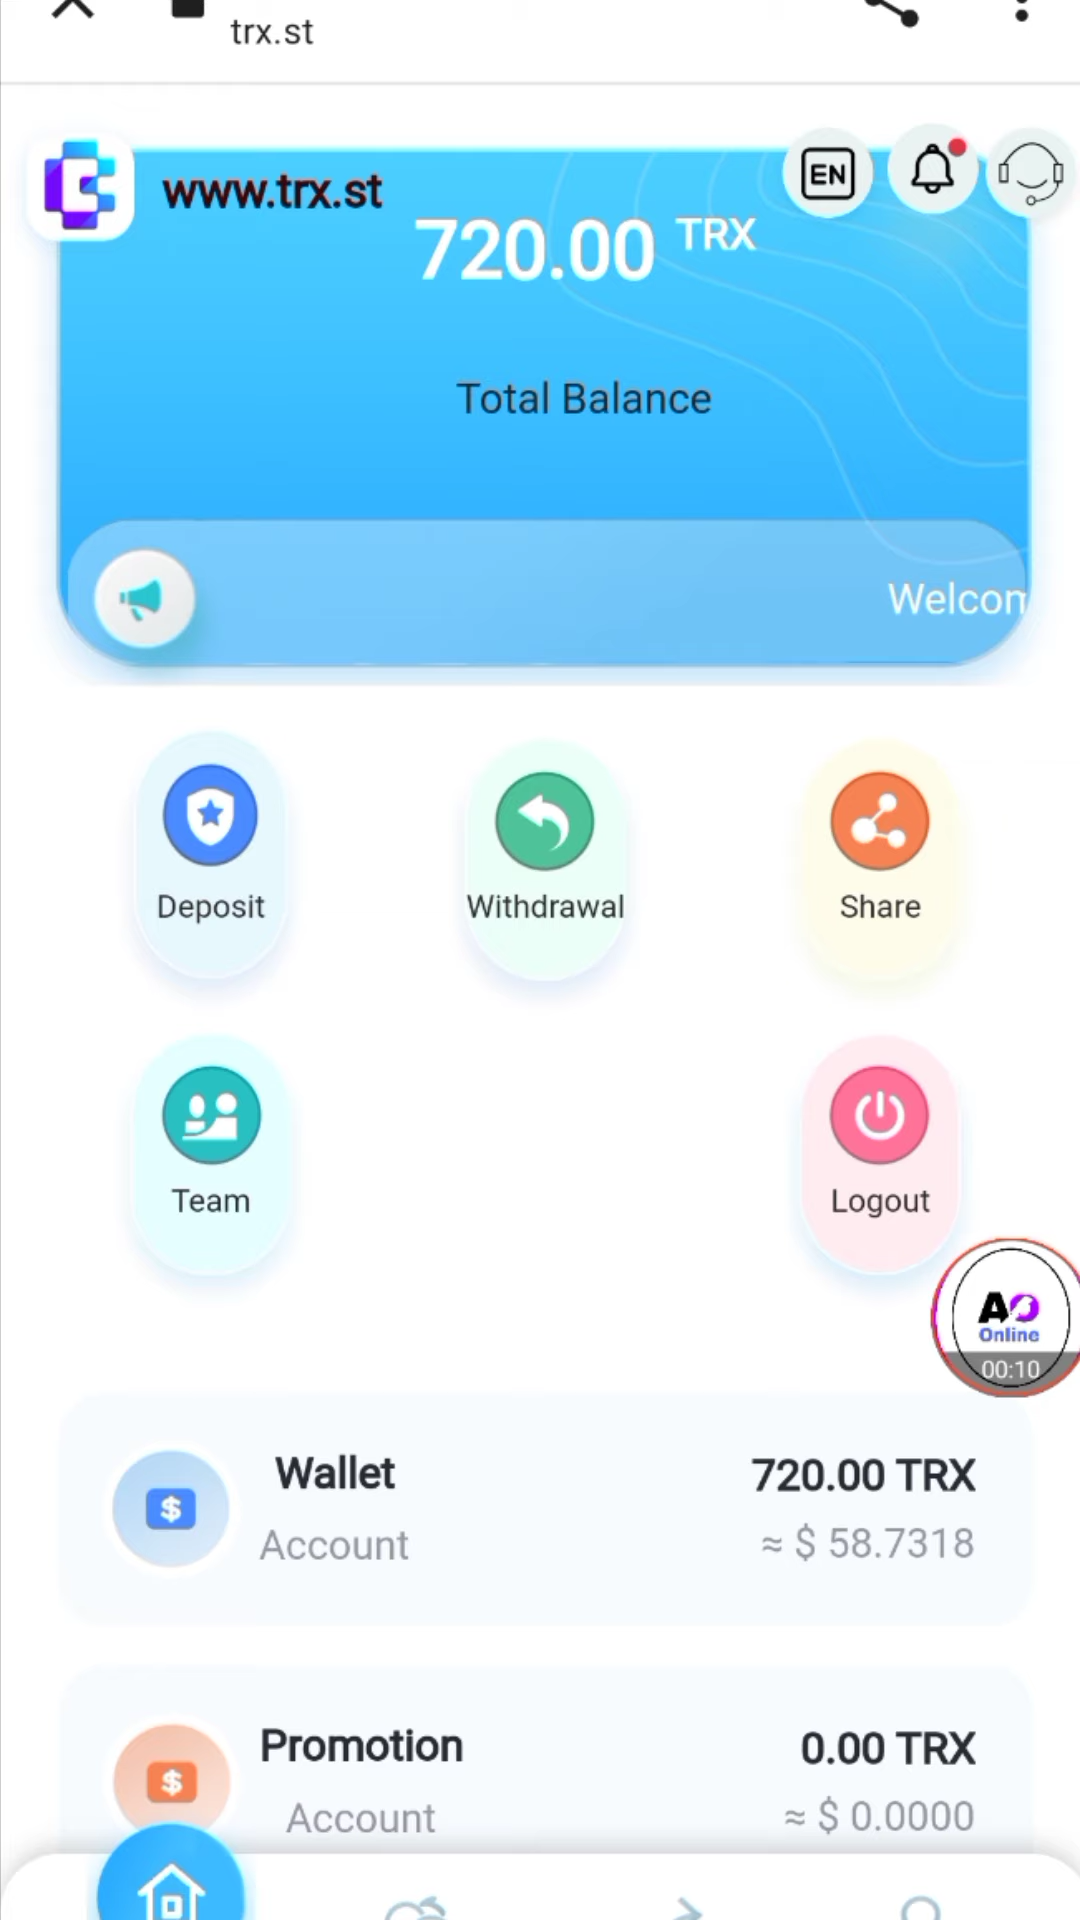 trx.st
www.trx.st
EN
720.00 TRX
Total Balance
Welcom
Deposit
Withdrawal
Share
Team
Logout
AO
Online
00:10
Wallet
720.00 TRX
Account
≈ $ 58.7318
Promotion
0.00 TRX
Account
≈ $ 0.0000